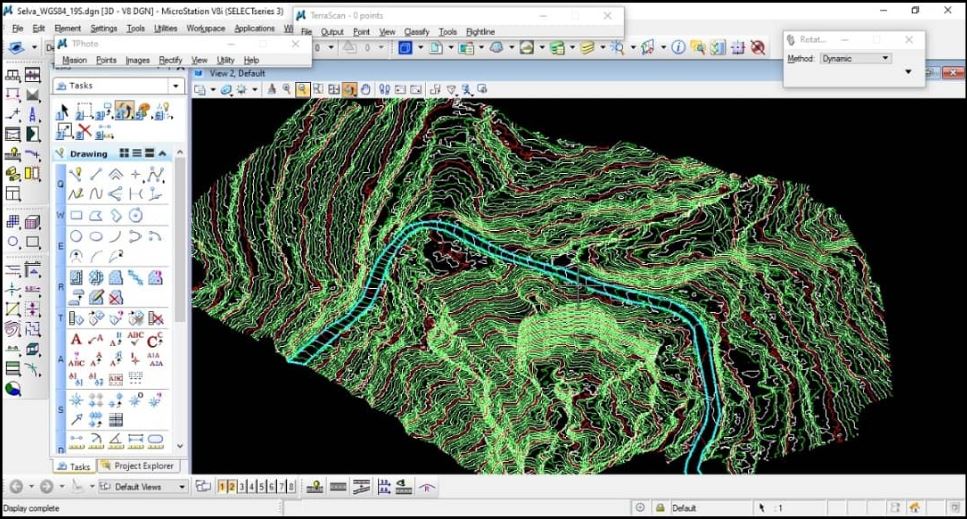 Selva_WGS84_19S.dgn [3D - V8 DGN] - MicroStation V8i (SELECTseries 3)
File Edit Element Settings Tools Utilities Workspace Applications
TerraScan - 0 points
File Output Point View Classify Tools Flightline
TPhoto
Mission Points Images Rectify View Utility Help
Rotat...
Method: Dynamic
View 2, Default
Tasks
Drawing
Q
W
E
R
T
A
S
Tasks Project Explorer
Default Views 1 2 3 4 5 6 7 8
Display complete Default : 1